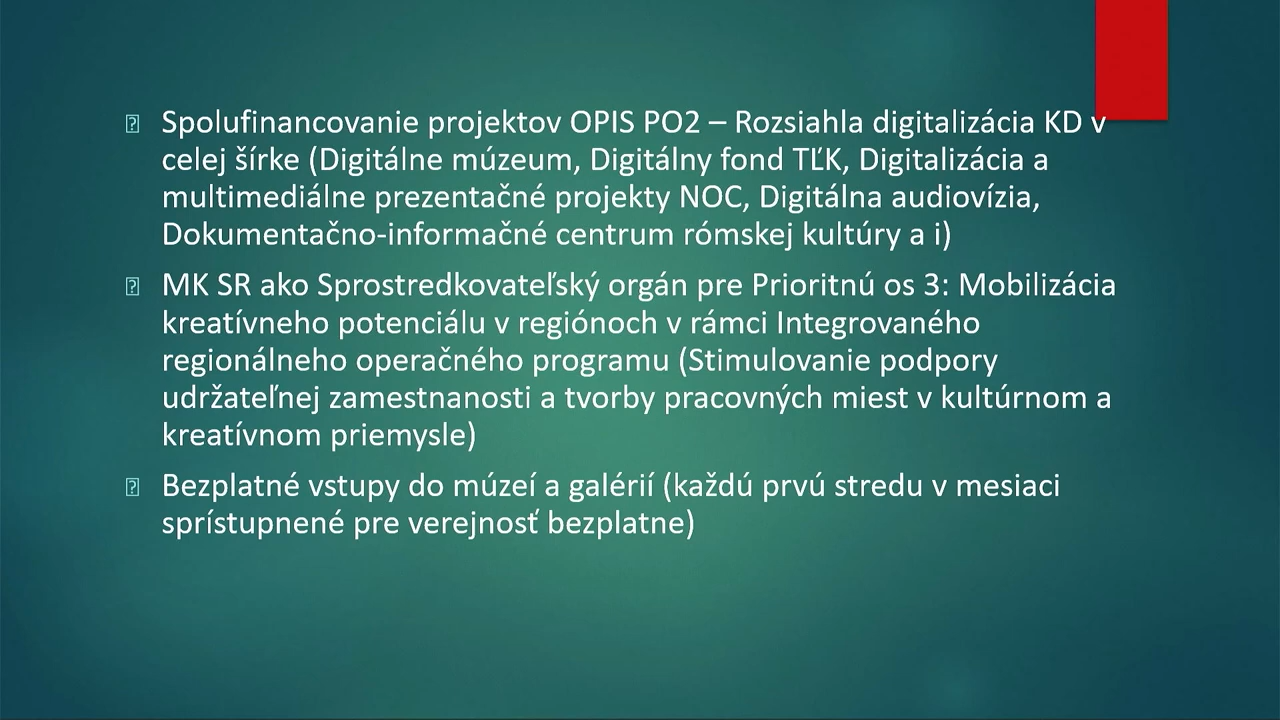 Spolufinancovanie projektov OPIS PO2 – Rozsiahla digitalizácia KD v
celej šírke (Digitálne múzeum, Digitálny fond TĽK, Digitalizácia a
multimediálne prezentačné projekty NOC, Digitálna audiovízia,
Dokumentačno-informačné centrum rómskej kultúry a i)
MK SR ako Sprostredkovateľský orgán pre Prioritnú os 3: Mobilizácia
kreatívneho potenciálu v regiónoch v rámci Integrovaného
regionálneho operačného programu (Stimulovanie podpory
udržateľnej zamestnanosti a tvorby pracovných miest v kultúrnom a
kreatívnom priemysle)
Bezplatné vstupy do múzeí a galérií (každú prvú stredu v mesiaci
sprístupnené pre verejnosť bezplatne)